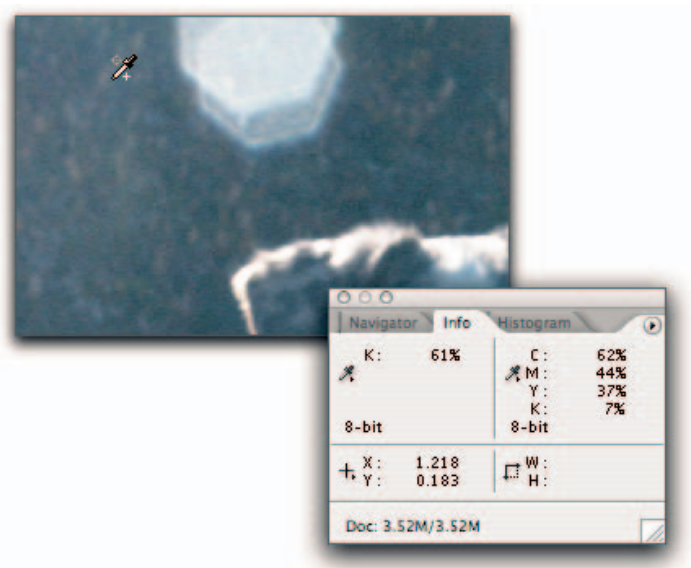 Navigator Info Histogram
K: 61%
8-bit
C: 62%
M: 44%
Y: 37%
K: 7%
8-bit
X: 1.218
Y: 0.183
W:
H:
Doc: 3.52M/3.52M